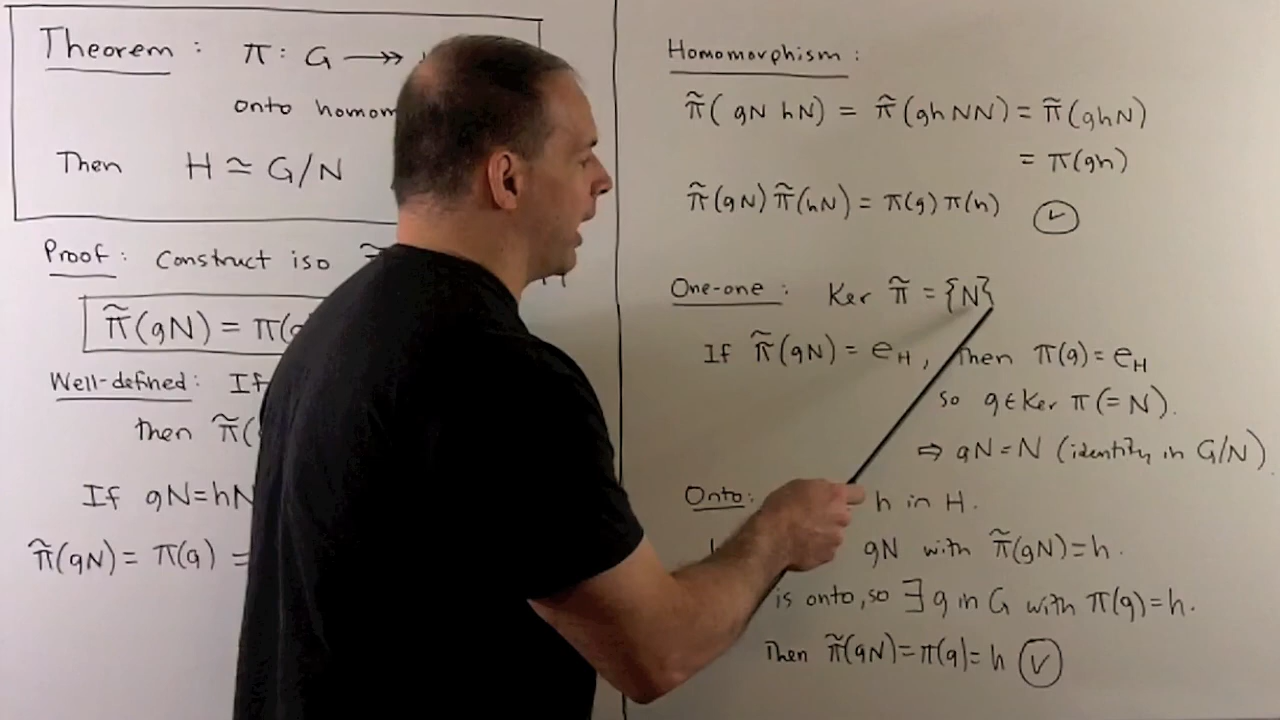 Theorem : π : G ↠
onto homom
Then H ≃ G/N
Proof : Construct iso
π̃(gN) = π(g
Well-defined : If
then π̃(
If gN=hN
π̃(gN) = π(g) =
Homomorphism :
π̃( gN hN) = π̃(gh NN) = π̃(ghN)
= π(gh)
π̃(gN) π̃(hN) = π(g) π(h) ✓
One-one : Ker π̃ = {N}
If π̃(gN) = e_H , then π(g) = e_H
so g ∈ Ker π (= N).
⇒ gN = N (identity in G/N)
Onto : h in H.
gN with π̃(gN) = h.
is onto, so ∃ g in G with π(g) = h.
Then π̃(gN) = π(g) = h ✓